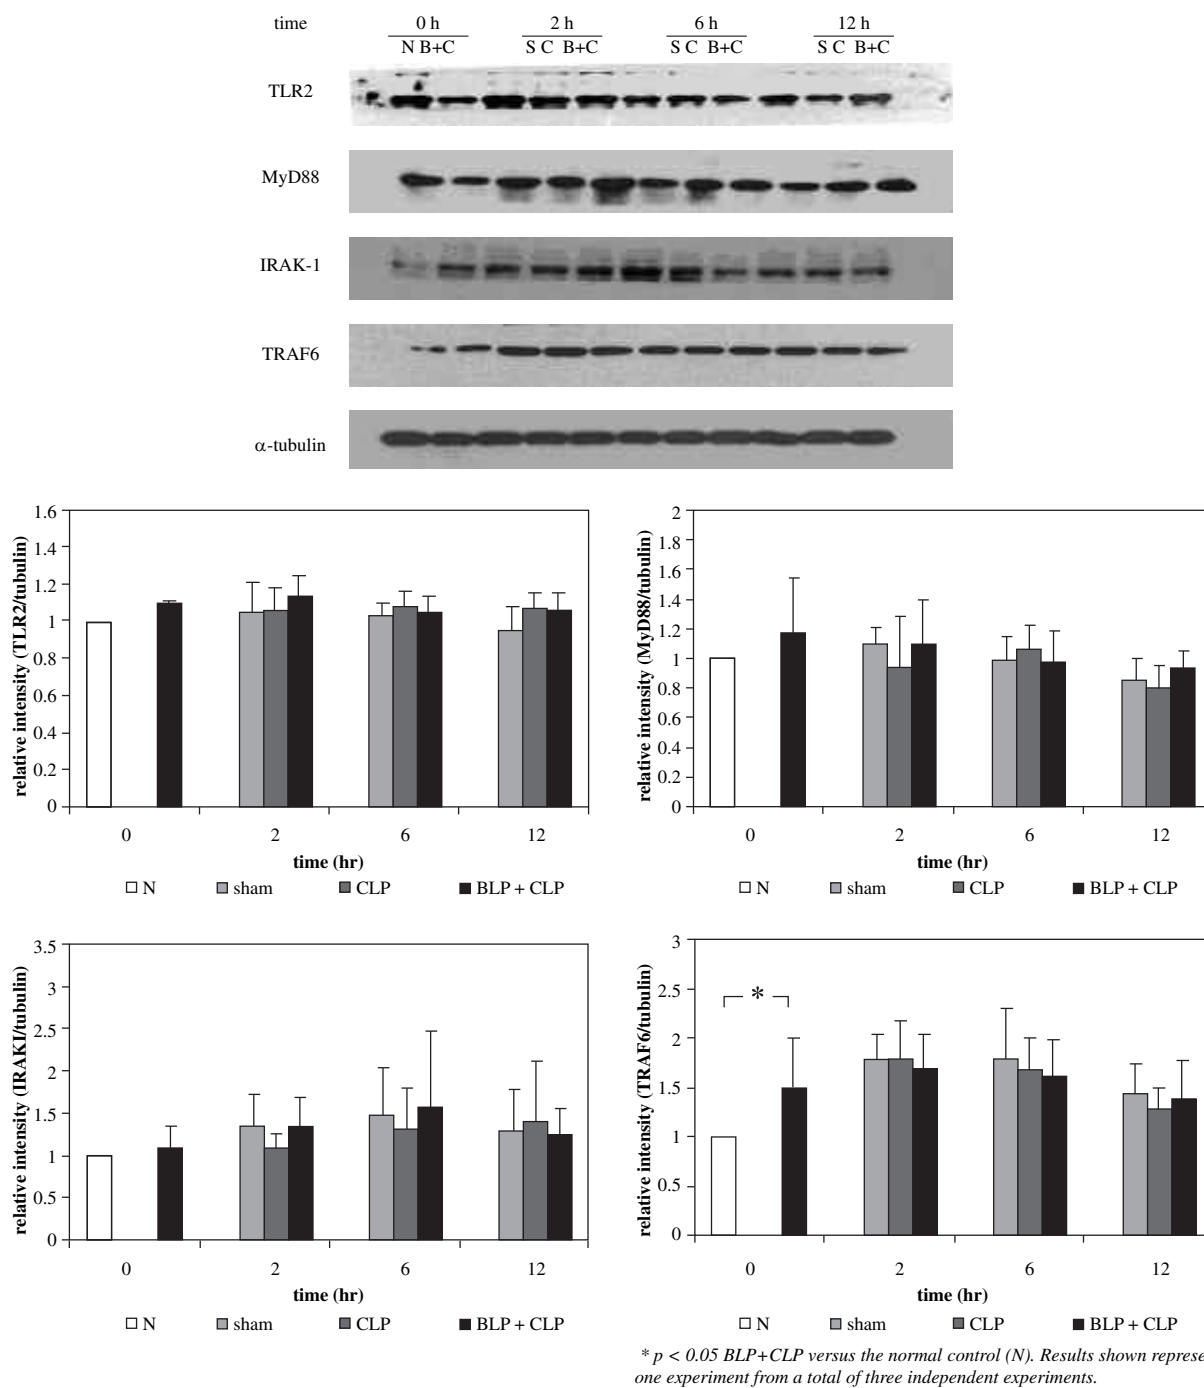 time 0 h 2 h 6 h 12 h
N B+C S C B+C S C B+C S C B+C
TLR2
MyD88
IRAK-1
TRAF6
α-tubulin
relative intensity (TLR2/tubulin)
1.6
1.4
1.2
1
0.8
0.6
0.4
0.2
0
0 2 6 12
time (hr)
N sham CLP BLP + CLP
relative intensity (MyD88/tubulin)
2
1.8
1.6
1.4
1.2
1
0.8
0.6
0.4
0.2
0
0 2 6 12
time (hr)
N sham CLP BLP + CLP
relative intensity (IRAKI/tubulin)
3.5
3
2.5
2
1.5
1
0.5
0
0 2 6 12
time (hr)
N sham CLP BLP + CLP
relative intensity (TRAF6/tubulin)
3
2.5
2
1.5
1
0.5
0
*
0 2 6 12
time (hr)
N sham CLP BLP + CLP
* p < 0.05 BLP+CLP versus the normal control (N). Results shown represe
one experiment from a total of three independent experiments.